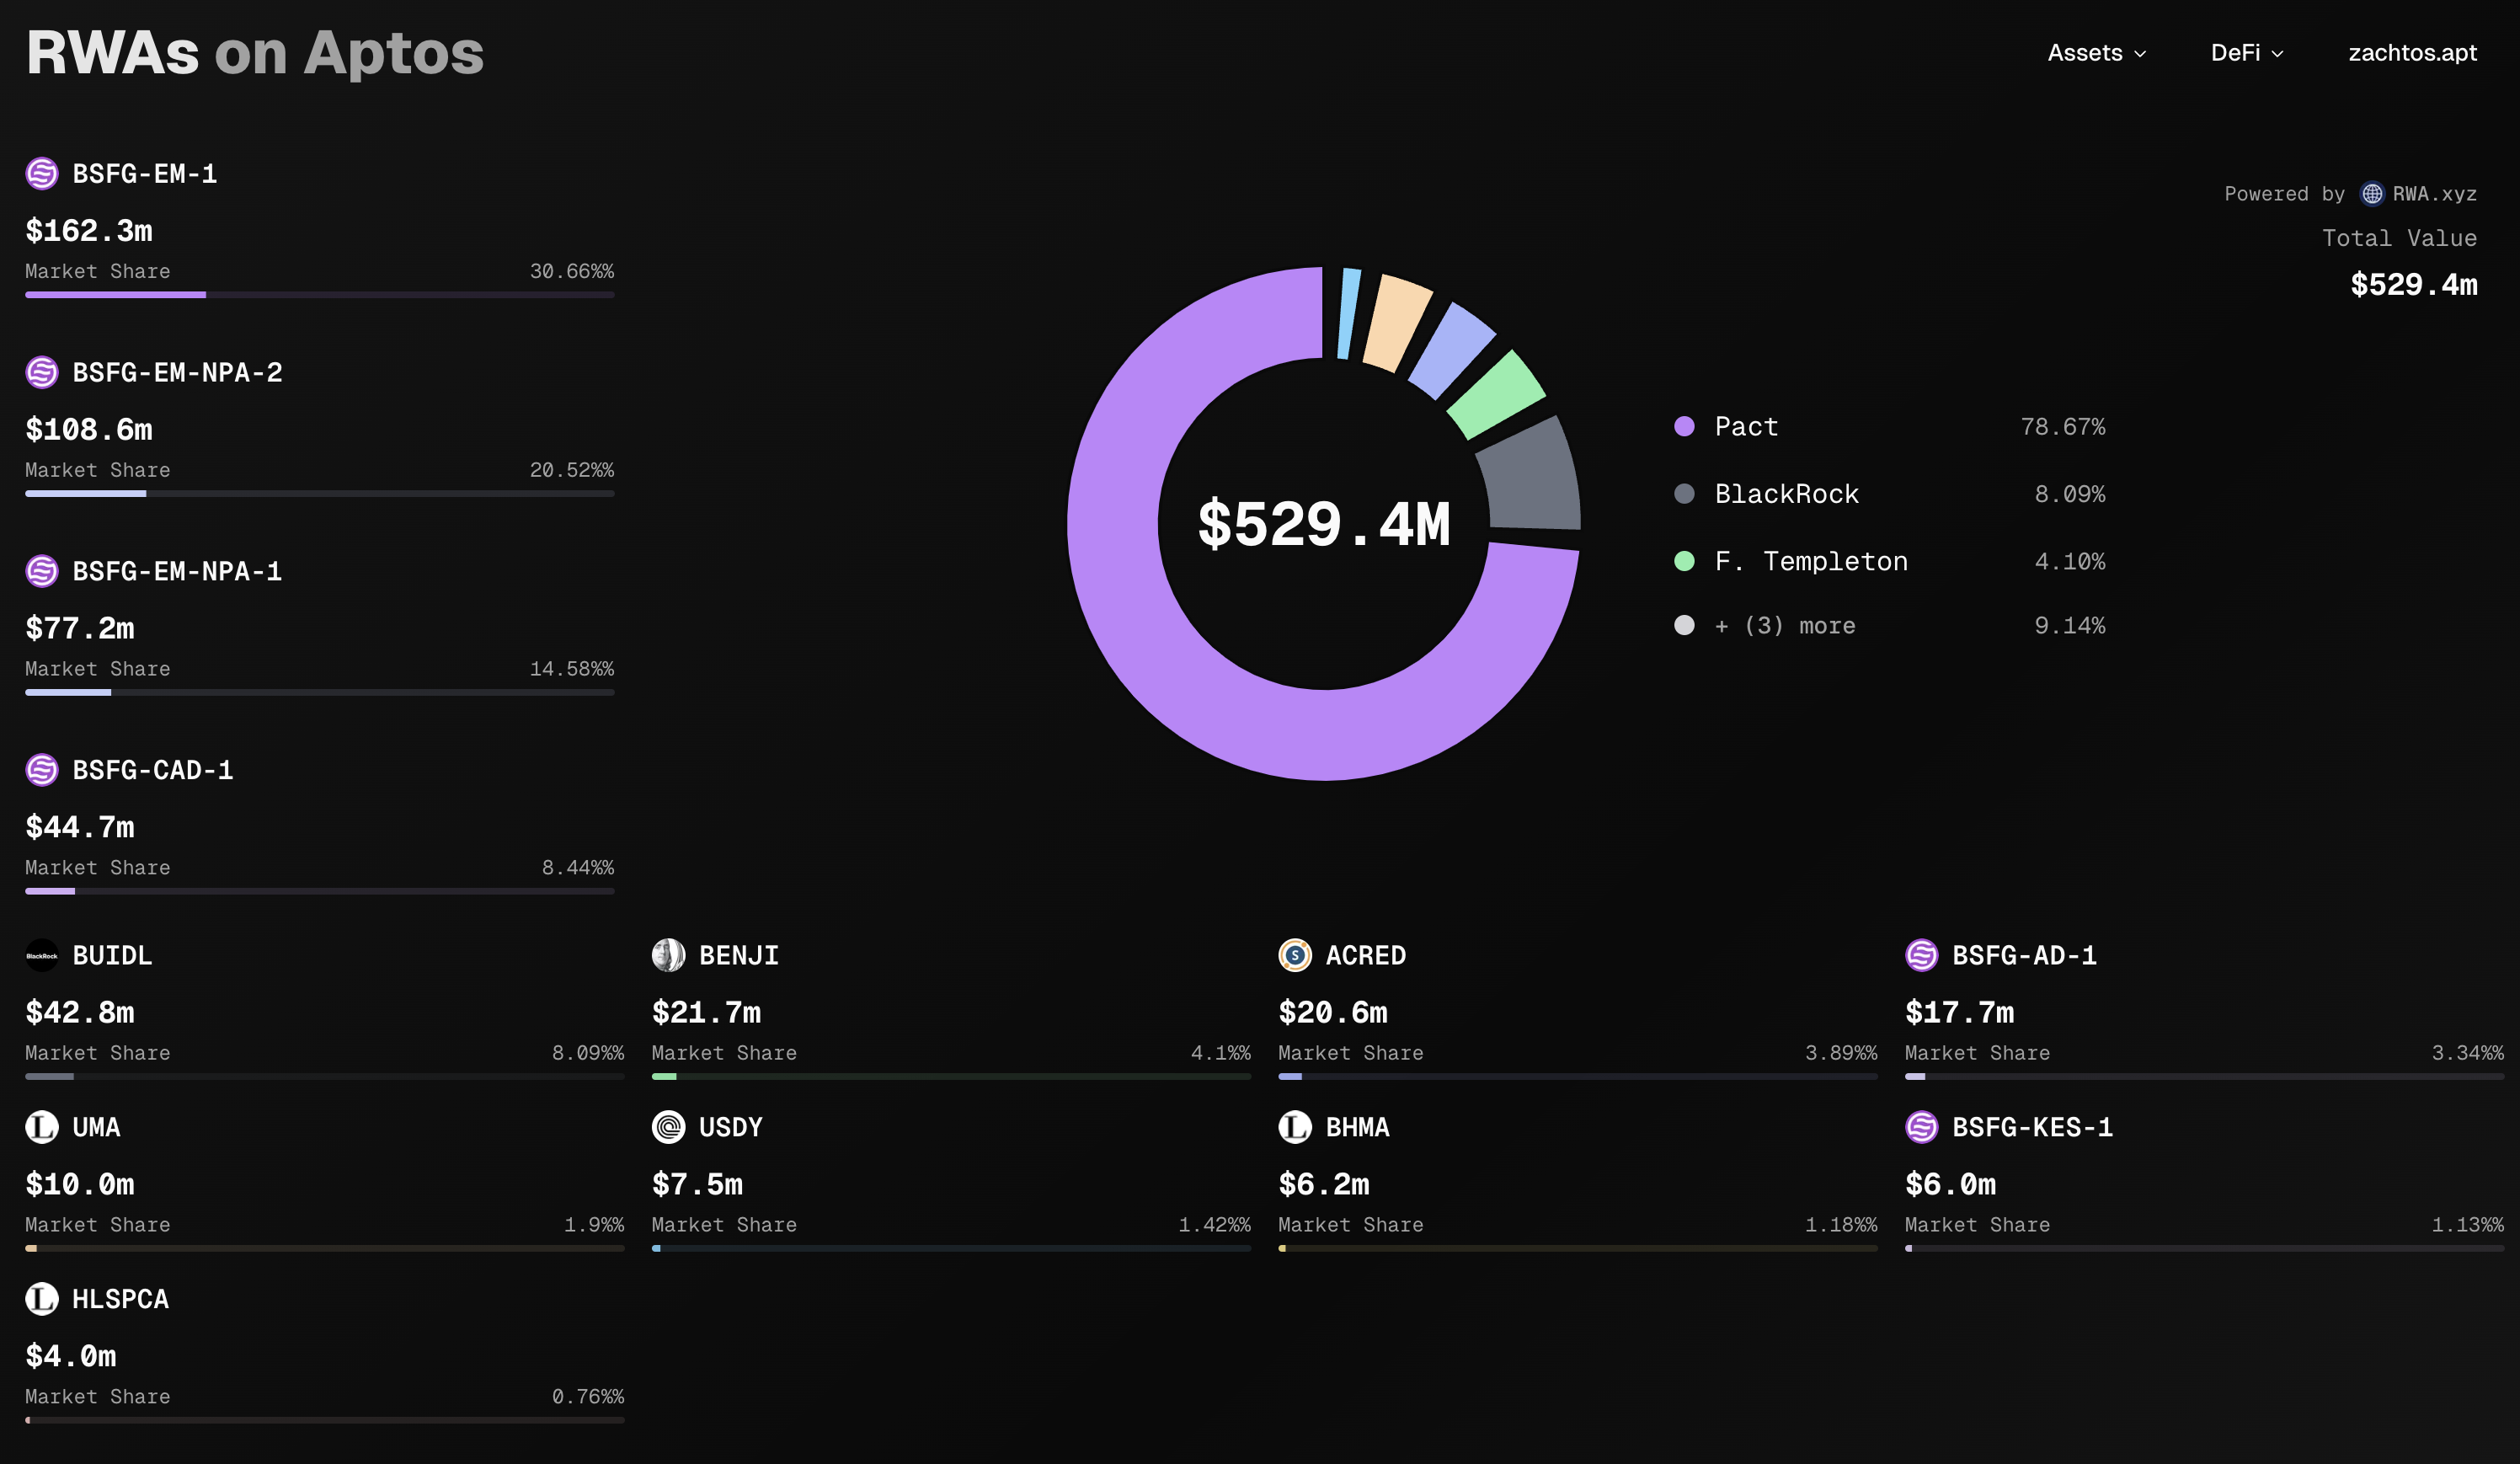 RWAs on Aptos
Assets
DeFi
zachtos.apt
BSFG-EM-1
$162.3m
Market Share 30.66%%
BSFG-EM-NPA-2
$108.6m
Market Share 20.52%%
BSFG-EM-NPA-1
$77.2m
Market Share 14.58%%
BSFG-CAD-1
$44.7m
Market Share 8.44%%
$529.4M
Powered by RWA.xyz
Total Value
$529.4m
Pact 78.67%
BlackRock 8.09%
F. Templeton 4.10%
+ (3) more 9.14%
BlackRock
BUIDL
$42.8m
Market Share 8.09%%
BENJI
$21.7m
Market Share 4.1%%
S
ACRED
$20.6m
Market Share 3.89%%
BSFG-AD-1
$17.7m
Market Share 3.34%%
L
UMA
$10.0m
Market Share 1.9%%
USDY
$7.5m
Market Share 1.42%%
L
BHMA
$6.2m
Market Share 1.18%%
BSFG-KES-1
$6.0m
Market Share 1.13%%
L
HLSPCA
$4.0m
Market Share 0.76%%